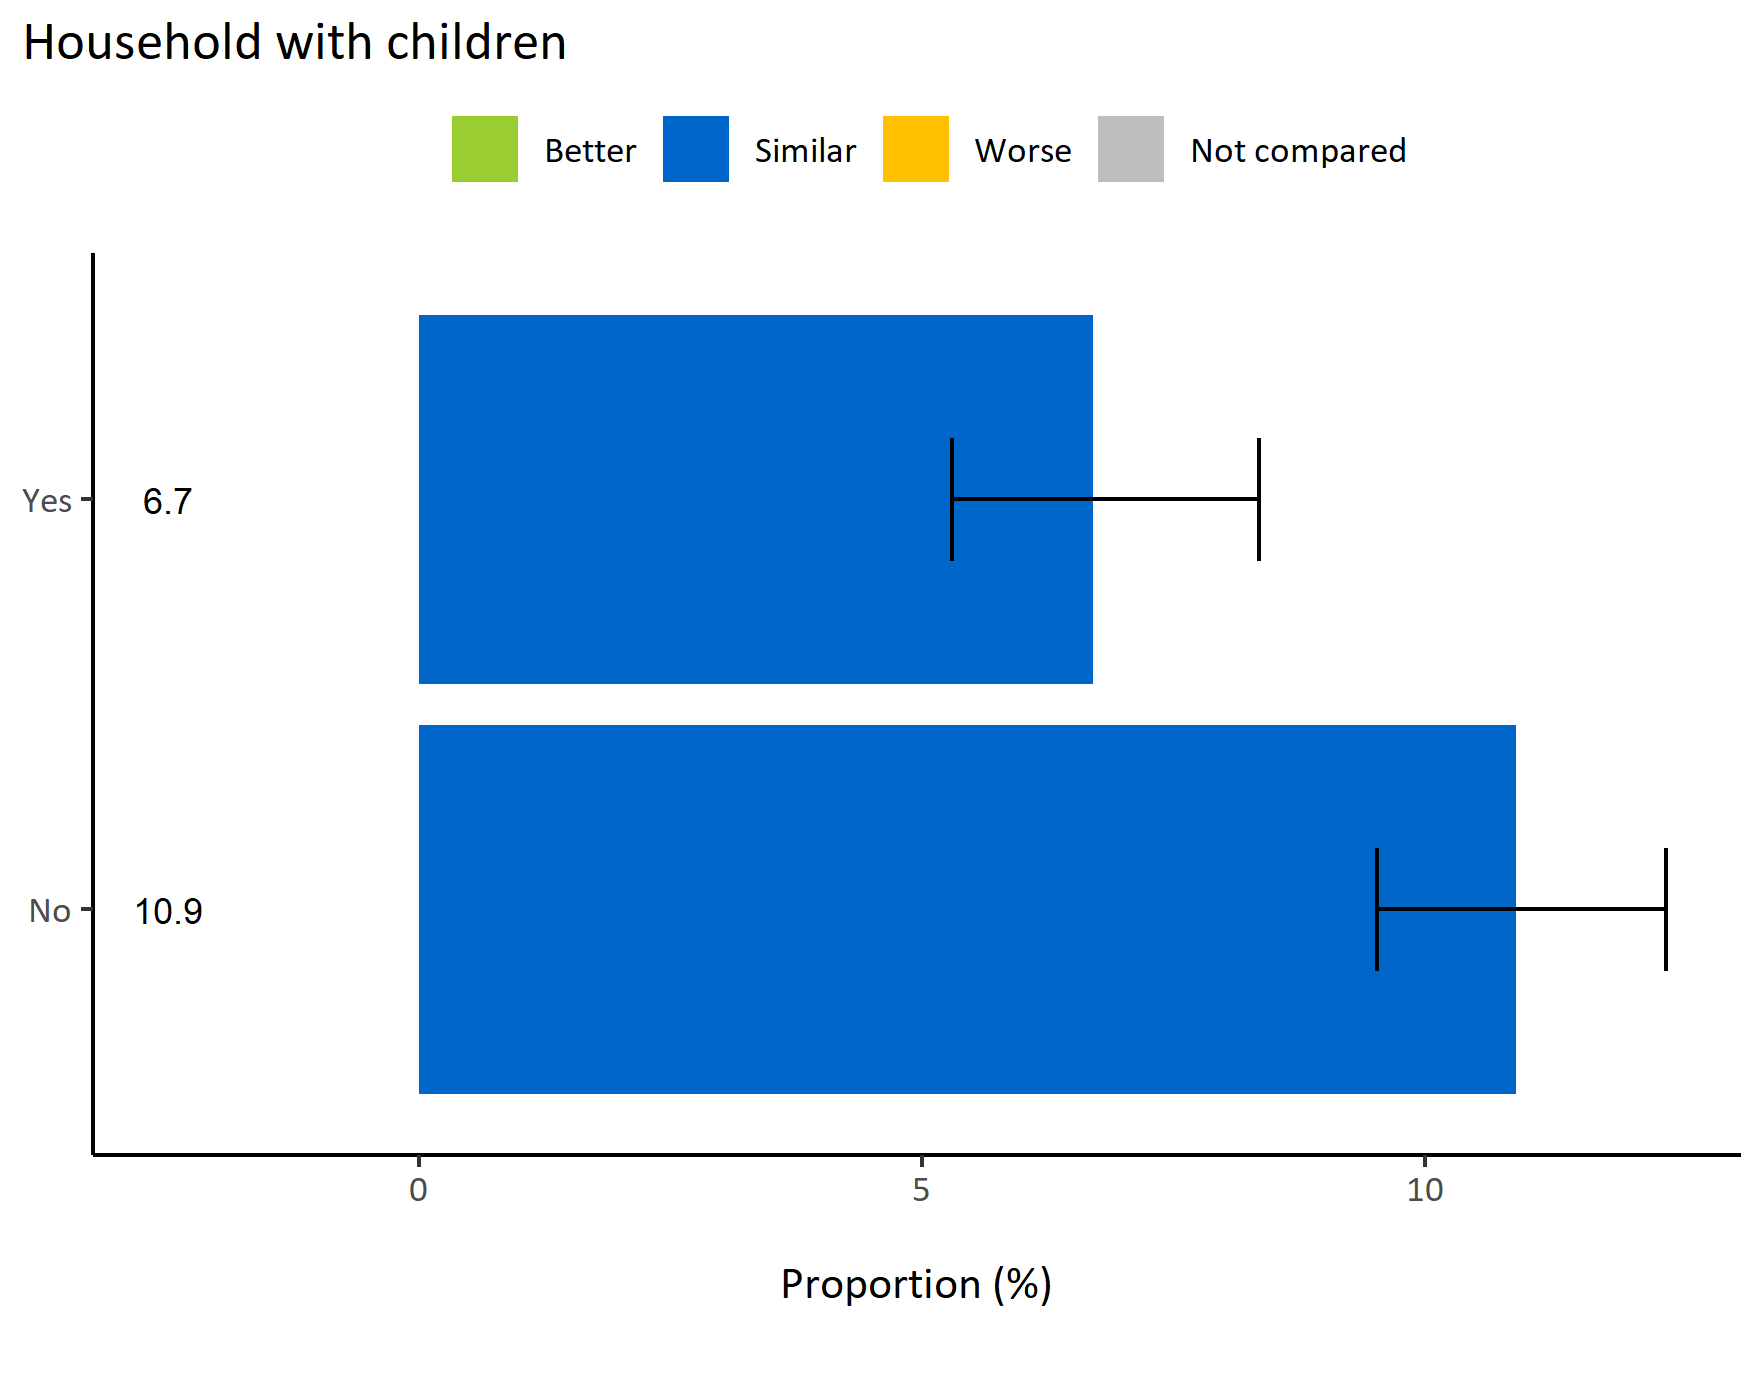 Household with children
Better Similar Worse Not compared
Yes 6.7
No 10.9
0 5 10
Proportion (%)